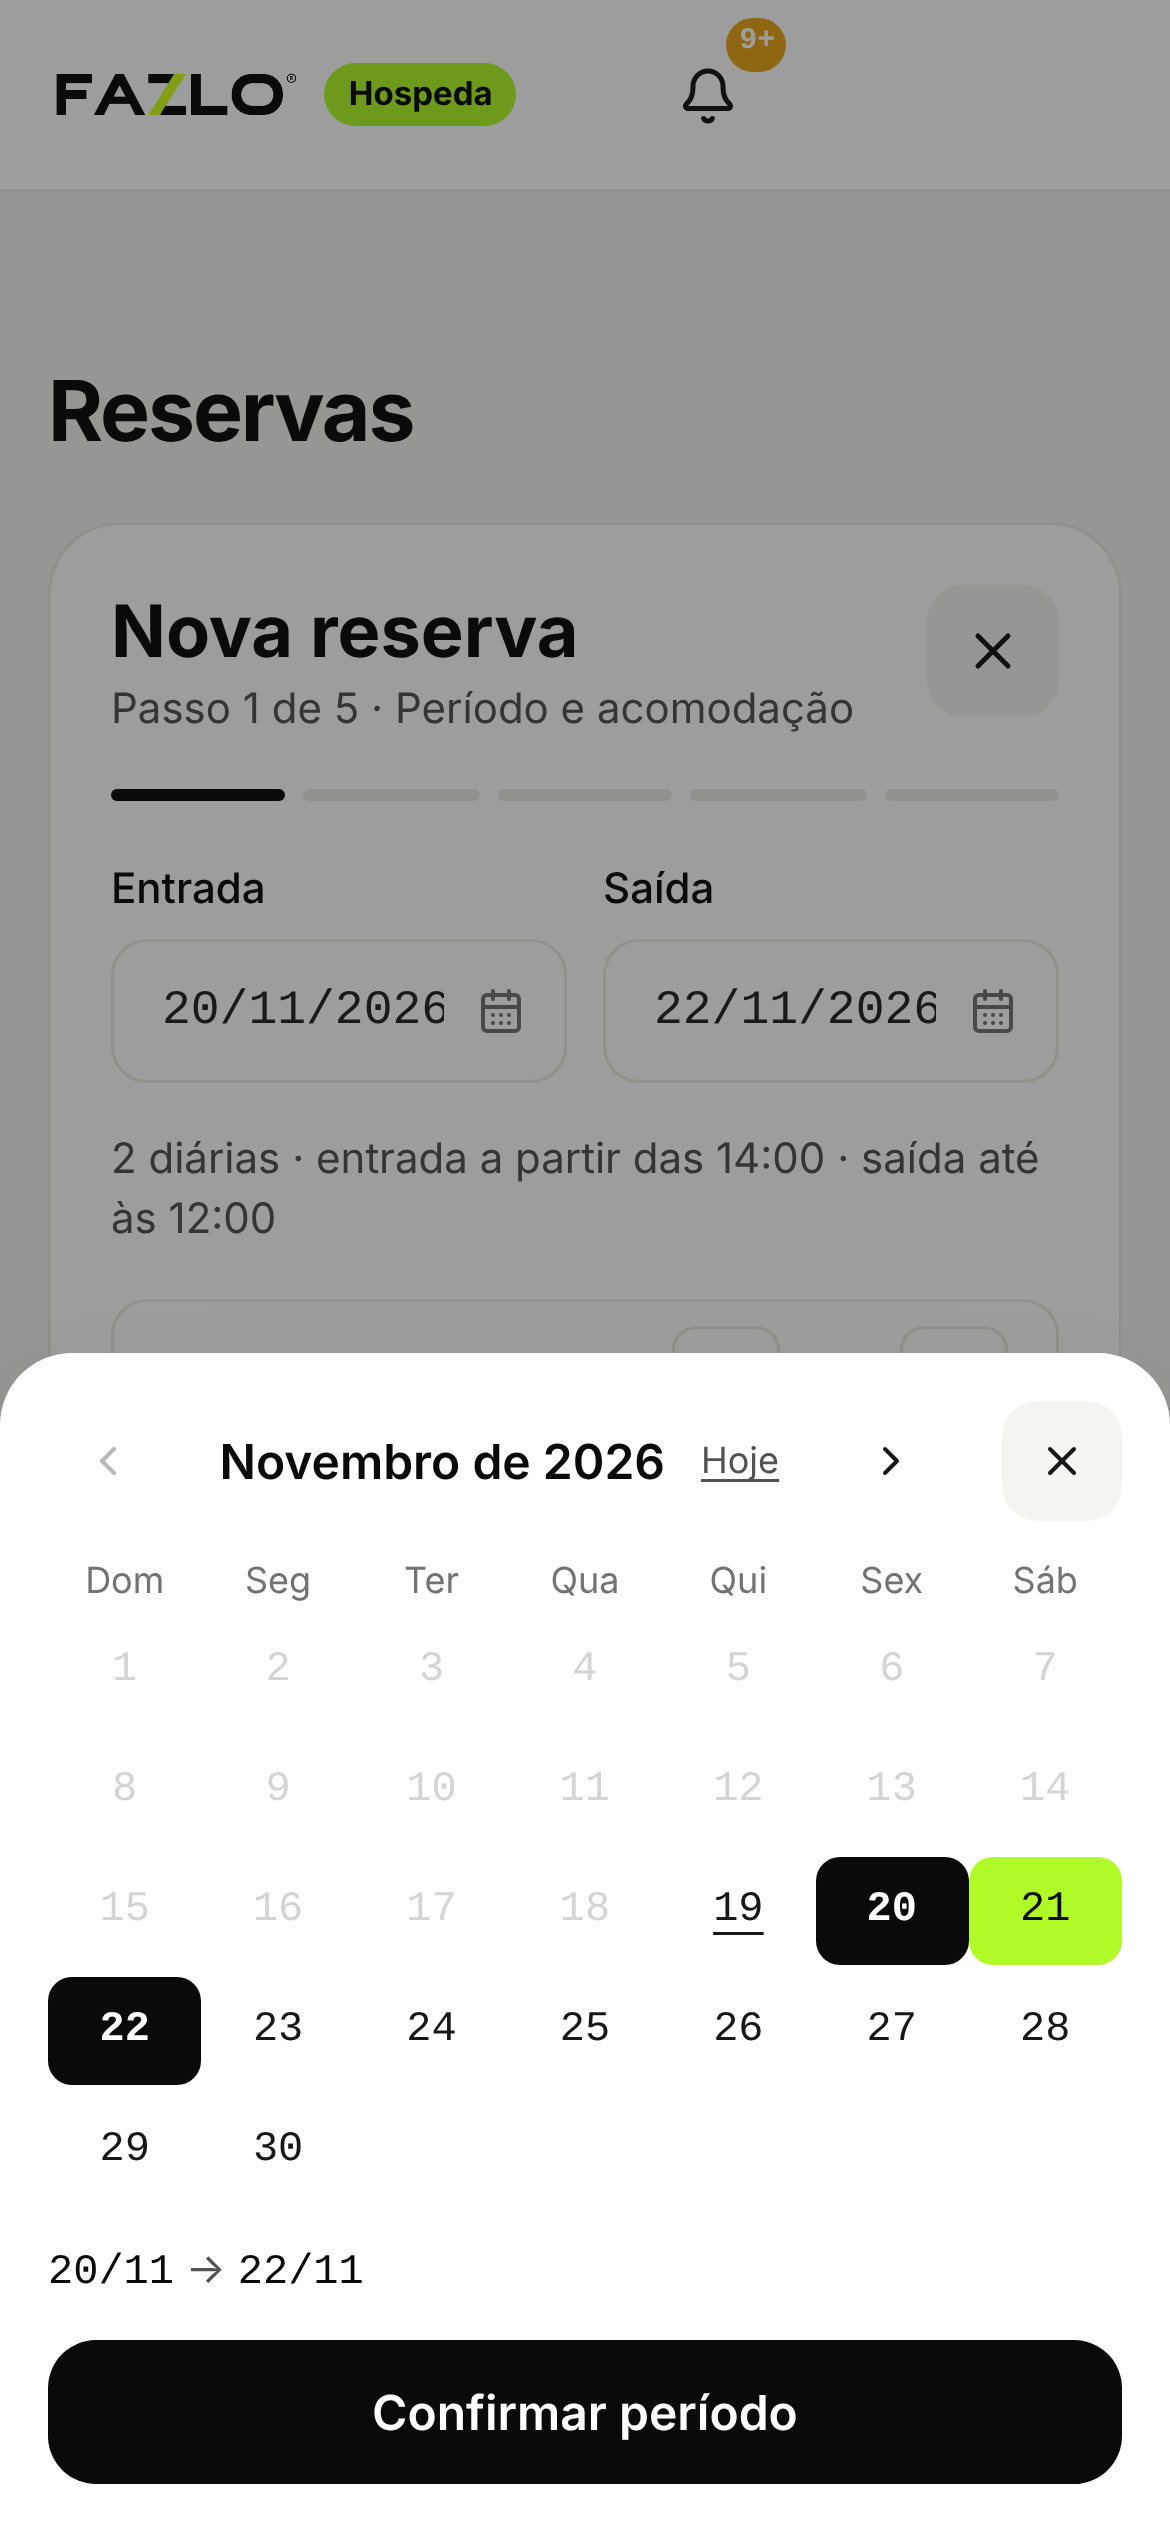 FAZLO® Hospeda 9+
Reservas
Nova reserva
Passo 1 de 5 · Período e acomodação
Entrada Saída
20/11/2026 22/11/2026
2 diárias · entrada a partir das 14:00 · saída até
às 12:00
Novembro de 2026 Hoje
Dom Seg Ter Qua Qui Sex Sáb
1 2 3 4 5 6 7
8 9 10 11 12 13 14
15 16 17 18 19 20 21
22 23 24 25 26 27 28
29 30
20/11 → 22/11
Confirmar período